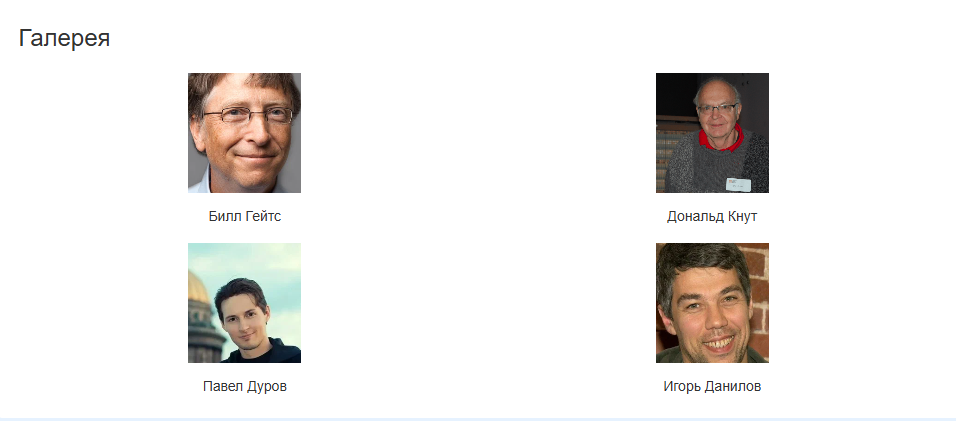 Галерея
Билл Гейтс
Дональд Кнут
Павел Дуров
Игорь Данилов